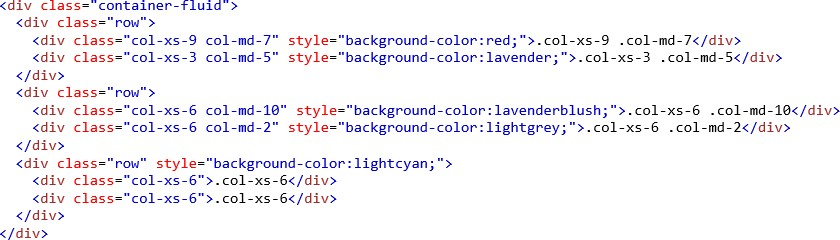 <div class="container-fluid">
<div class="row">
<div class="col-xs-9 col-md-7" style="background-color:red;">.col-xs-9 .col-md-7</div>
<div class="col-xs-3 col-md-5" style="background-color:lavender;">.col-xs-3 .col-md-5</div>
</div>
<div class="row">
<div class="col-xs-6 col-md-10" style="background-color:lavenderblush;">.col-xs-6 .col-md-10</div>
<div class="col-xs-6 col-md-2" style="background-color:lightgrey;">.col-xs-6 .col-md-2</div>
</div>
<div class="row" style="background-color:lightcyan;">
<div class="col-xs-6">.col-xs-6</div>
<div class="col-xs-6">.col-xs-6</div>
</div>
</div>